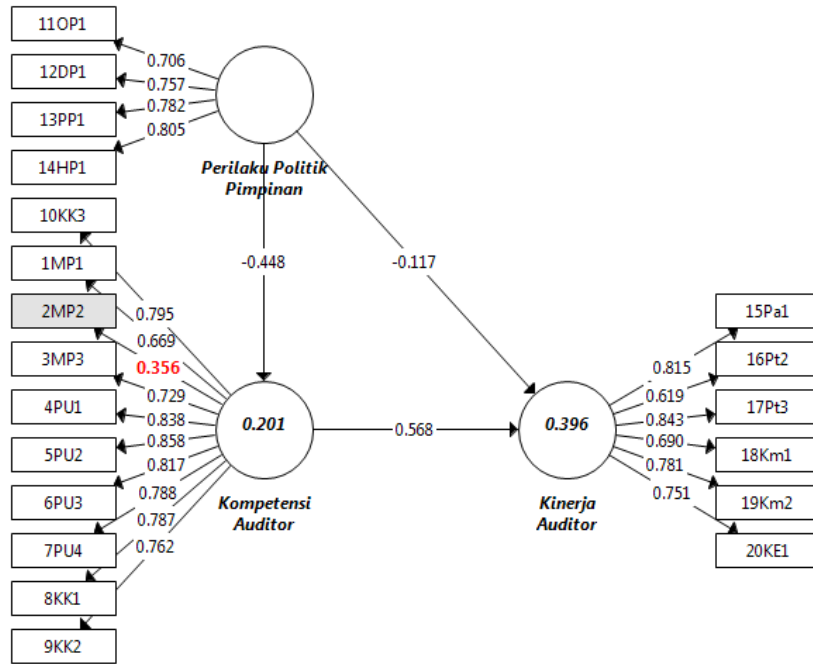 11OP1
12DP1
13PP1
14HP1
0.706
0.757
0.782
0.805
Perilaku Politik
Pimpinan
10KK3
1MP1
2MP2
3MP3
4PU1
5PU2
6PU3
7PU4
8KK1
9KK2
0.795
0.669
0.356
0.729
0.838
0.858
0.817
0.788
0.787
0.762
-0.448
-0.117
0.201
Kompetensi
Auditor
0.568
0.396
Kinerja
Auditor
0.815
0.619
0.843
0.690
0.781
0.751
15Pa1
16Pt2
17Pt3
18Km1
19Km2
20KE1